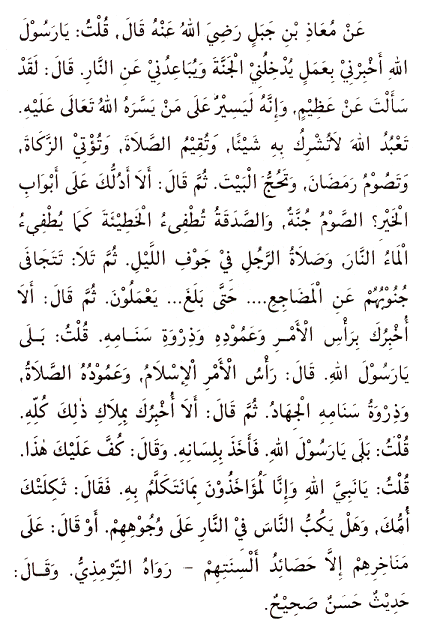 عَنْ مُعَاذِ بْنِ جَبَلٍ رَضِيَ اللهُ عَنْهُ قَالَ, قُلْتُ: يَارَسُوْلَ
اللهِ أَخْبِرْنِيْ بِعَمَلٍ يُدْخِلُنِيْ الْجَنَّةَ وَيُبَاعِدُنِيْ عَنِ النَّارِ. قَالَ: لَقَدْ
سَأَلْتَ عَنْ عَظِيْمٍ, وَإِنَّهُ لَيَسِيْرٌ عَلَى مَنْ يَسَّرَهُ اللهُ تَعَالَى عَلَيْهِ.
تَعْبُدُ اللهَ لَاتُشْرِكُ بِهِ شَيْئًا, وَتُقِيْمُ الصَّلَاةَ, وَتُؤْتِيْ الزَّكَاةَ,
وَتَصُوْمُ رَمَضَانَ, وَتَحُجُّ الْبَيْتَ. ثُمَّ قَالَ: أَلَا أَدُلُّكَ عَلَى أَبْوَابِ
الْخَيْرِ؟ الصَّوْمُ جُنَّةٌ, وَالصَّدَقَةُ تُطْفِىءُ الْخَطِيْئَةَ كَمَا يُطْفِىءُ
الْمَاءُ النَّارَ, وَصَلَاةُ الرَّجُلِ فِيْ جَوْفِ اللَّيْلِ. ثُمَّ تَلَا: تَتَجَافَى
جُنُوْبُهُمْ عَنِ الْمَضَاجِعِ.... حَتَّى بَلَغَ... يَعْمَلُوْنَ. ثُمَّ قَالَ: أَلَا
أُخْبِرُكَ بِرَأْسِ الْأَمْرِ وَعَمُوْدِهِ وَذِرْوَةِ سَنَامِهِ. قُلْتُ: بَلَى
يَارَسُوْلَ اللهِ. قَالَ: رَأْسُ الْأَمْرِ الْإِسْلَامُ, وَعَمُوْدُهُ الصَّلَاةُ,
وَذِرْوَةُ سَنَامِهِ الْجِهَادُ. ثُمَّ قَالَ: أَلَا أُخْبِرُكَ بِمِلَاكِ ذٰلِكَ كُلِّهِ.
قُلْتُ: بَلَى يَارَسُوْلَ اللهِ. فَأَخَذَ بِلِسَانِهِ. وَقَالَ: كُفَّ عَلَيْكَ هٰذَا.
قُلْتُ: يَانَبِيَّ اللهِ وَإِنَّا لَمُؤَاخَذُوْنَ بِمَانَتَكَلَّمُ بِهِ. فَقَالَ: ثَكِلَتْكَ
أُمُّكَ, وَهَلْ يَكُبُّ النَّاسَ فِيْ النَّارِ عَلَى وُجُوْهِهِمْ. أَوْ قَالَ: عَلَى
مَنَاخِرِهِمْ إِلَّا حَصَائِدُ أَلْسِنَتِهِمْ – رَوَاهُ التِّرْمِذِيُّ. وَقَالَ:
حَدِيْثٌ حَسَنٌ صَحِيْحٌ.